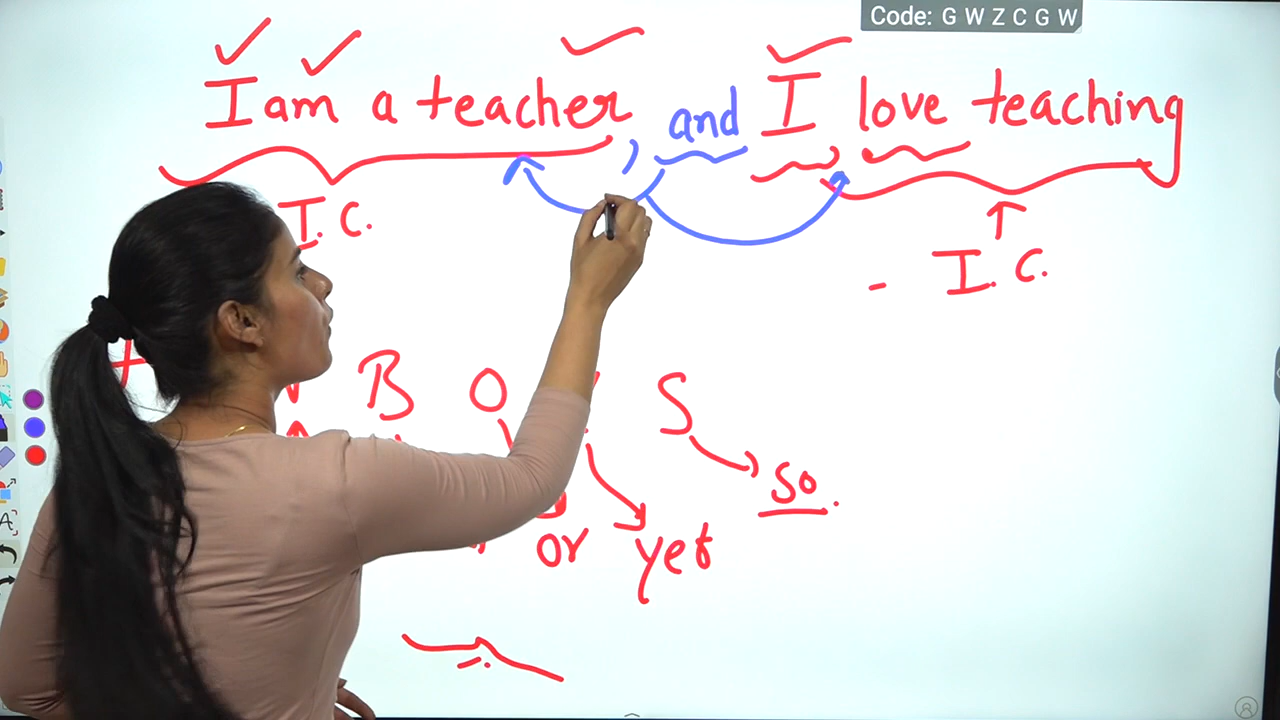 Code: G W Z C G W
I am a teacher, and I love teaching
I.C.
- I.C.
B O S
so.
or yet